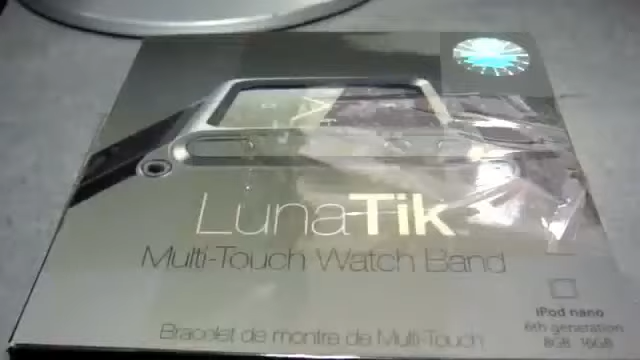 LunaTik
Multi-Touch Watch Band
Bracelet de montre de Multi-Touch
iPod nano
6th generation
8GB 16GB